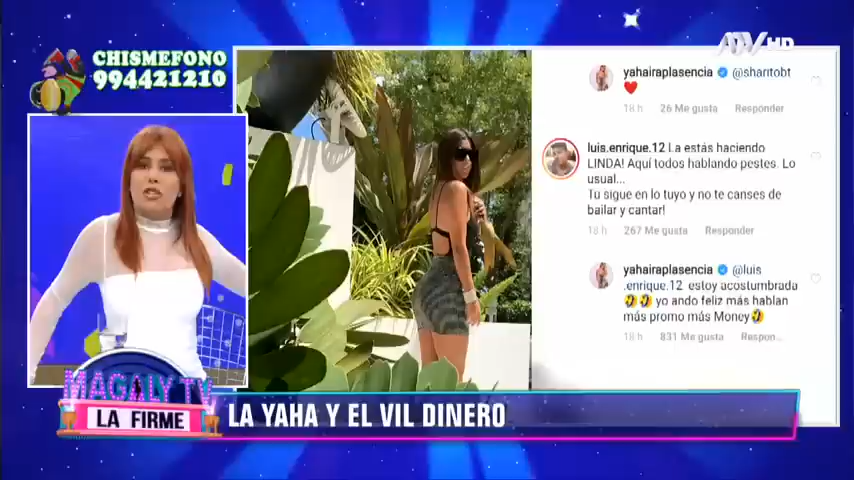 ATV HD
CHISMEFONO
994421210
yahairaplasencia @sharitobt
❤️
18 h 26 Me gusta Responder
luis.enrique.12 La estás haciendo
LINDA! Aquí todos hablando pestes. Lo
usual...
Tu sigue en lo tuyo y no te canses de
bailar y cantar!
18 h 267 Me gusta Responder
yahairaplasencia @luis
.enrique.12 estoy acostumbrada
🤣🤣 yo ando feliz más hablan
más promo más Money🤣
18 h 831 Me gusta Respon...
MAGALY TV
LA FIRME
LA YAHA Y EL VIL DINERO